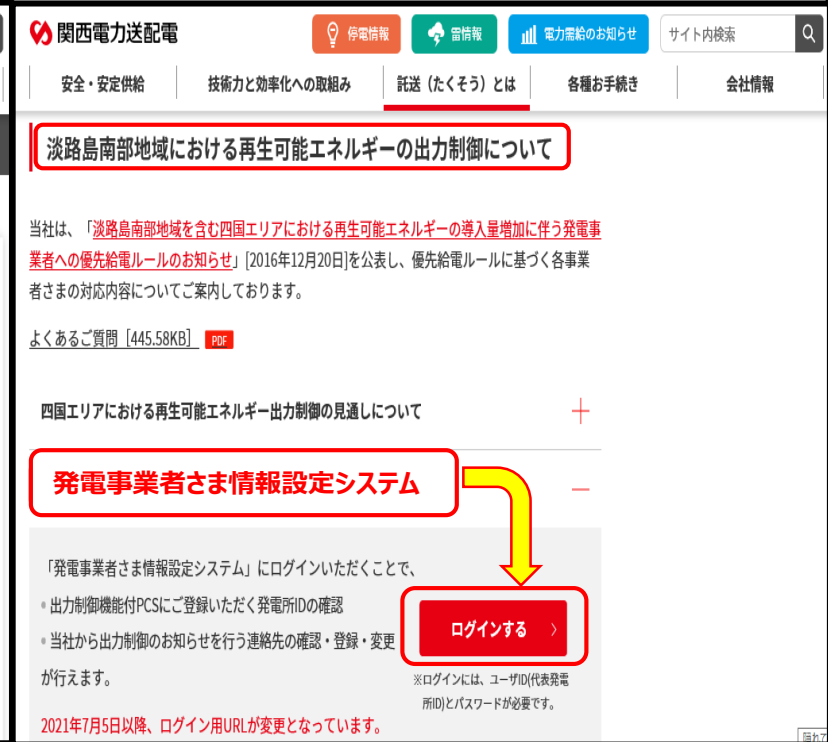 関西電力送配電
停電情報
雷情報
電力需給のお知らせ
サイト内検索
安全・安定供給
技術力と効率化への取組み
託送（たくそう）とは
各種お手続き
会社情報
淡路島南部地域における再生可能エネルギーの出力制御について
当社は、「淡路島南部地域を含む四国エリアにおける再生可能エネルギーの導入量増加に伴う発電事
業者への優先給電ルールのお知らせ」[2016年12月20日]を公表し、優先給電ルールに基づく各事業
者さまの対応内容についてご案内しております。
よくあるご質問［445.58KB］ PDF
四国エリアにおける再生可能エネルギー出力制御の見通しについて
発電事業者さま情報設定システム
「発電事業者さま情報設定システム」にログインいただくことで、
・出力制御機能付PCSにご登録いただく発電所IDの確認
・当社から出力制御のお知らせを行う連絡先の確認・登録・変更
が行えます。
ログインする
※ログインには、ユーザID(代表発電
所ID)とパスワードが必要です。
2021年7月5日以降、ログイン用URLが変更となっています。